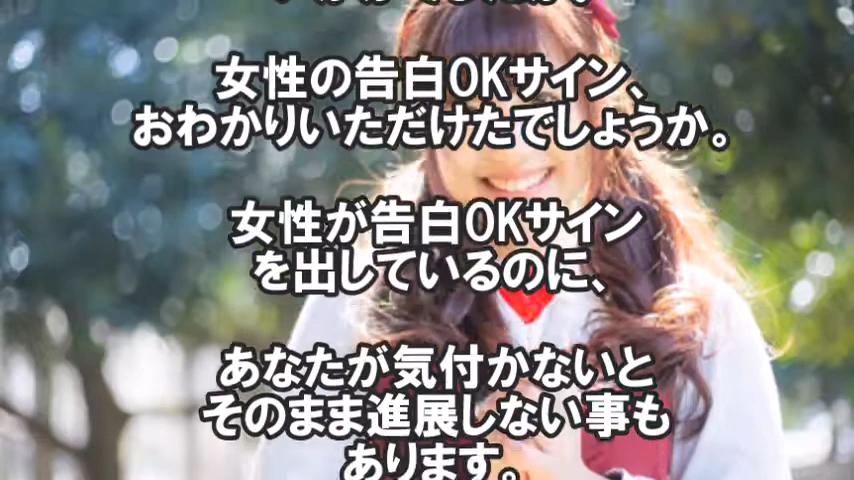 女性の告白OKサイン、
おわかりいただけたでしょうか。
女性が告白OKサイン
を出しているのに、
あなたが気付かないと
そのまま進展しない事も
あります。